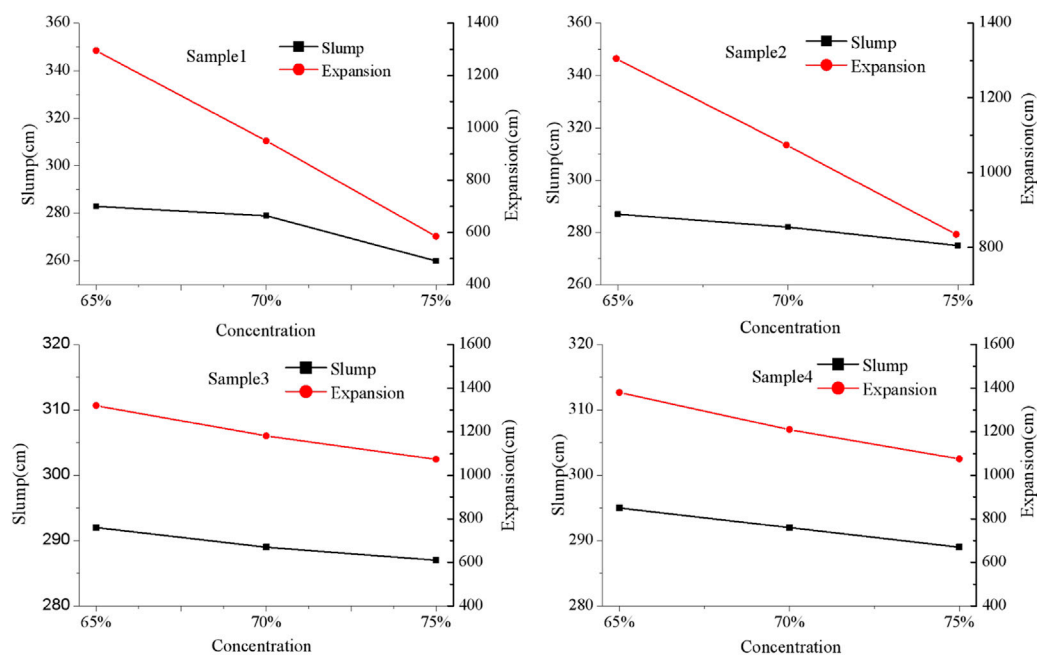 360
340
320
300
280
260
Slump(cm)
Sample1
Slump
Expansion
1400
1200
1000
800
600
400
Expansion(cm)
65%
70%
75%
Concentration
360
340
320
300
280
260
Slump(cm)
Sample2
Slump
Expansion
1400
1200
1000
800
Expansion(cm)
65%
70%
75%
Concentration
320
310
300
290
280
Slump(cm)
Sample3
Slump
Expansion
1600
1400
1200
1000
800
600
400
Expansion(cm)
65%
70%
75%
Concentration
320
310
300
290
280
Slump(cm)
Sample4
Slump
Expansion
1600
1400
1200
1000
800
600
400
Expansion(cm)
65%
70%
75%
Concentration